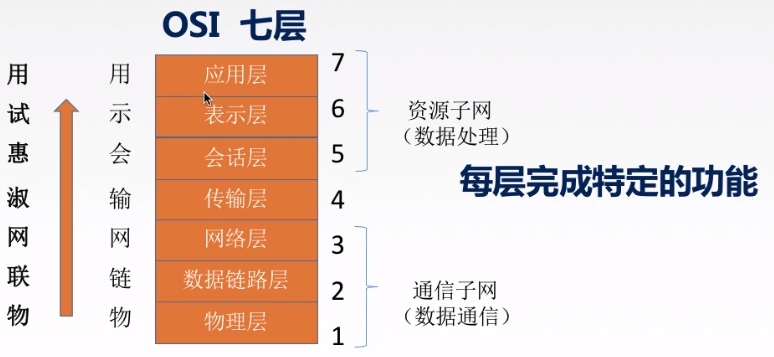 OSI 七层
用 用 应用层 7
试 示 表示层 6
惠 会 会话层 5
淑 输 传输层 4
网 网 网络层 3
联 链 数据链路层 2
物 物 物理层 1
资源子网
（数据处理）
每层完成特定的功能
通信子网
（数据通信）